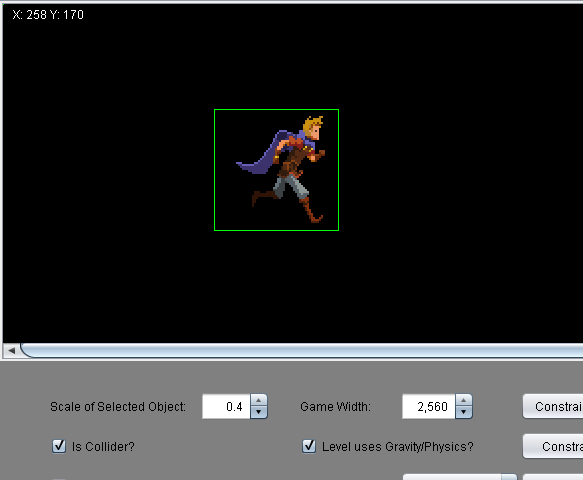 X: 258 Y: 170
Scale of Selected Object: 0.4 Game Width: 2,560 Constrai
Is Collider? Level uses Gravity/Physics? Constra